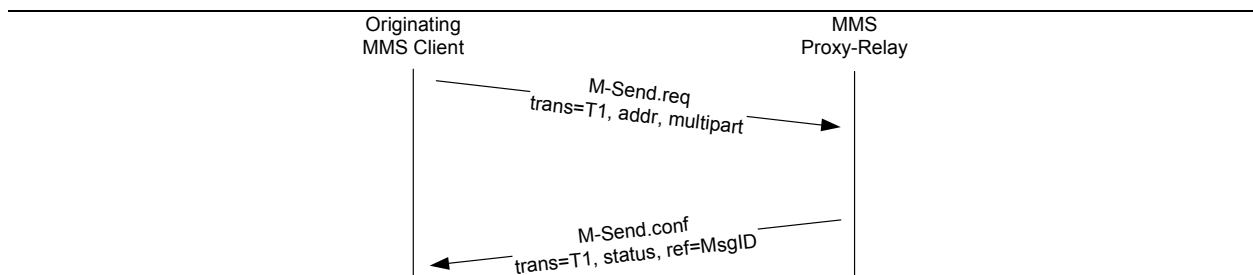 Originating
MMS Client
MMS
Proxy-Relay
M-Send.req
trans=T1, addr, multipart
M-Send.conf
trans=T1, status, ref=MsgID